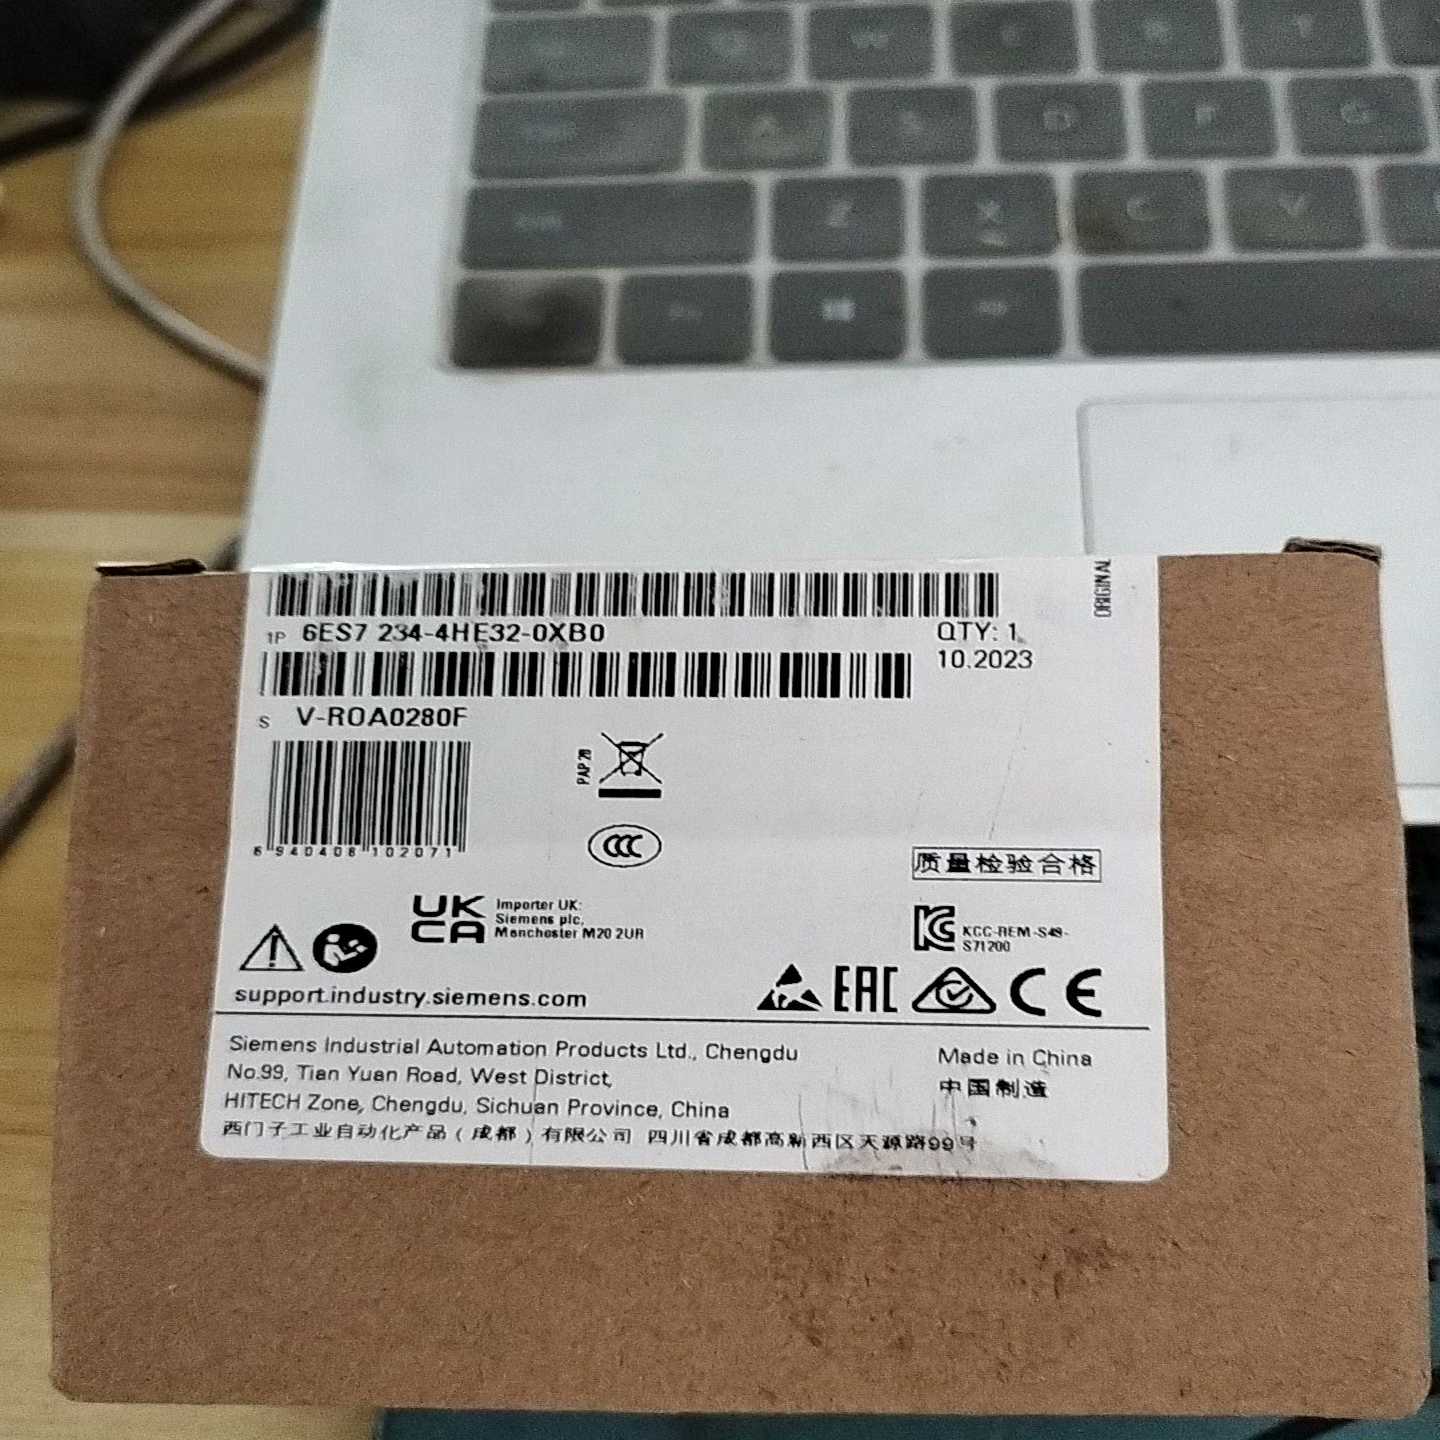 Q W E R T
A S D F G
Z X C V
ORIGINAL
1P 6ES7 234-4HE32-0XB0
QTY: 1
10.2023
S V-ROA0280F
PAP 20
6 940408 102071
CCC
质量检验合格
UK
CA
Importer UK:
Siemens plc,
Manchester M20 2UR
KCC-REM-S49-
S71200
support.industry.siemens.com
EAC
CE
Siemens Industrial Automation Products Ltd., Chengdu
No.99, Tian Yuan Road, West District,
HITECH Zone, Chengdu, Sichuan Province, China
西门子工业自动化产品(成都)有限公司 四川省成都高新西区天源路99号
Made in China
中国制造